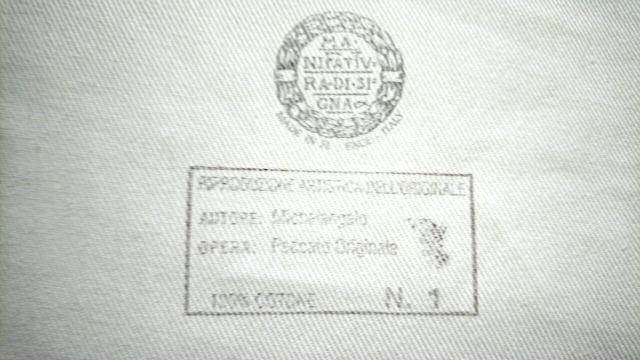 MA
NIFATTU
RA·DI·SI
GNA
MADE IN ITALY
RIPRODUZIONE ARTISTICA DELL'ORIGINALE
AUTORE: Michelangelo
OPERA: Peccato Originale
100% COTONE N. 1